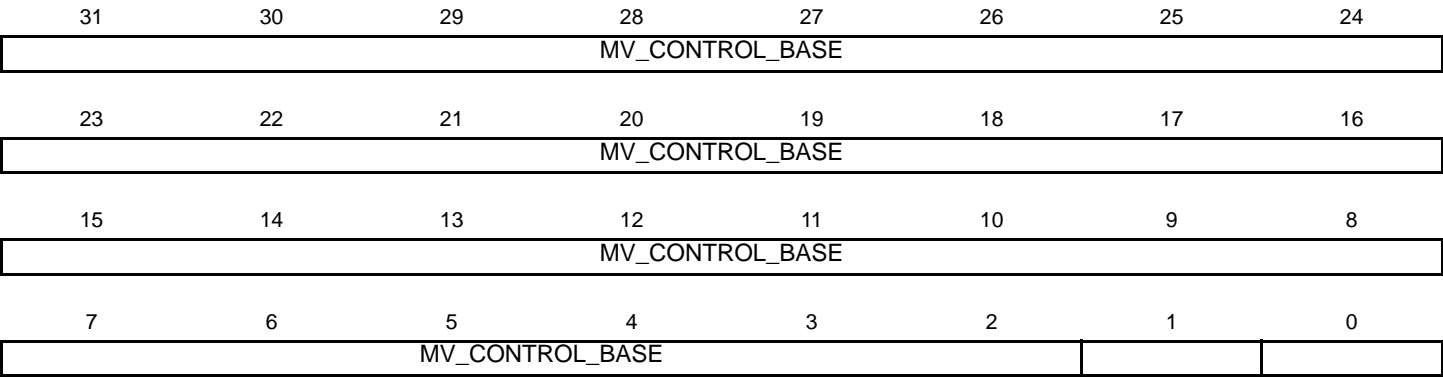 31 30 29 28 27 26 25 24
MV_CONTROL_BASE
23 22 21 20 19 18 17 16
MV_CONTROL_BASE
15 14 13 12 11 10 9 8
MV_CONTROL_BASE
7 6 5 4 3 2 1 0
MV_CONTROL_BASE